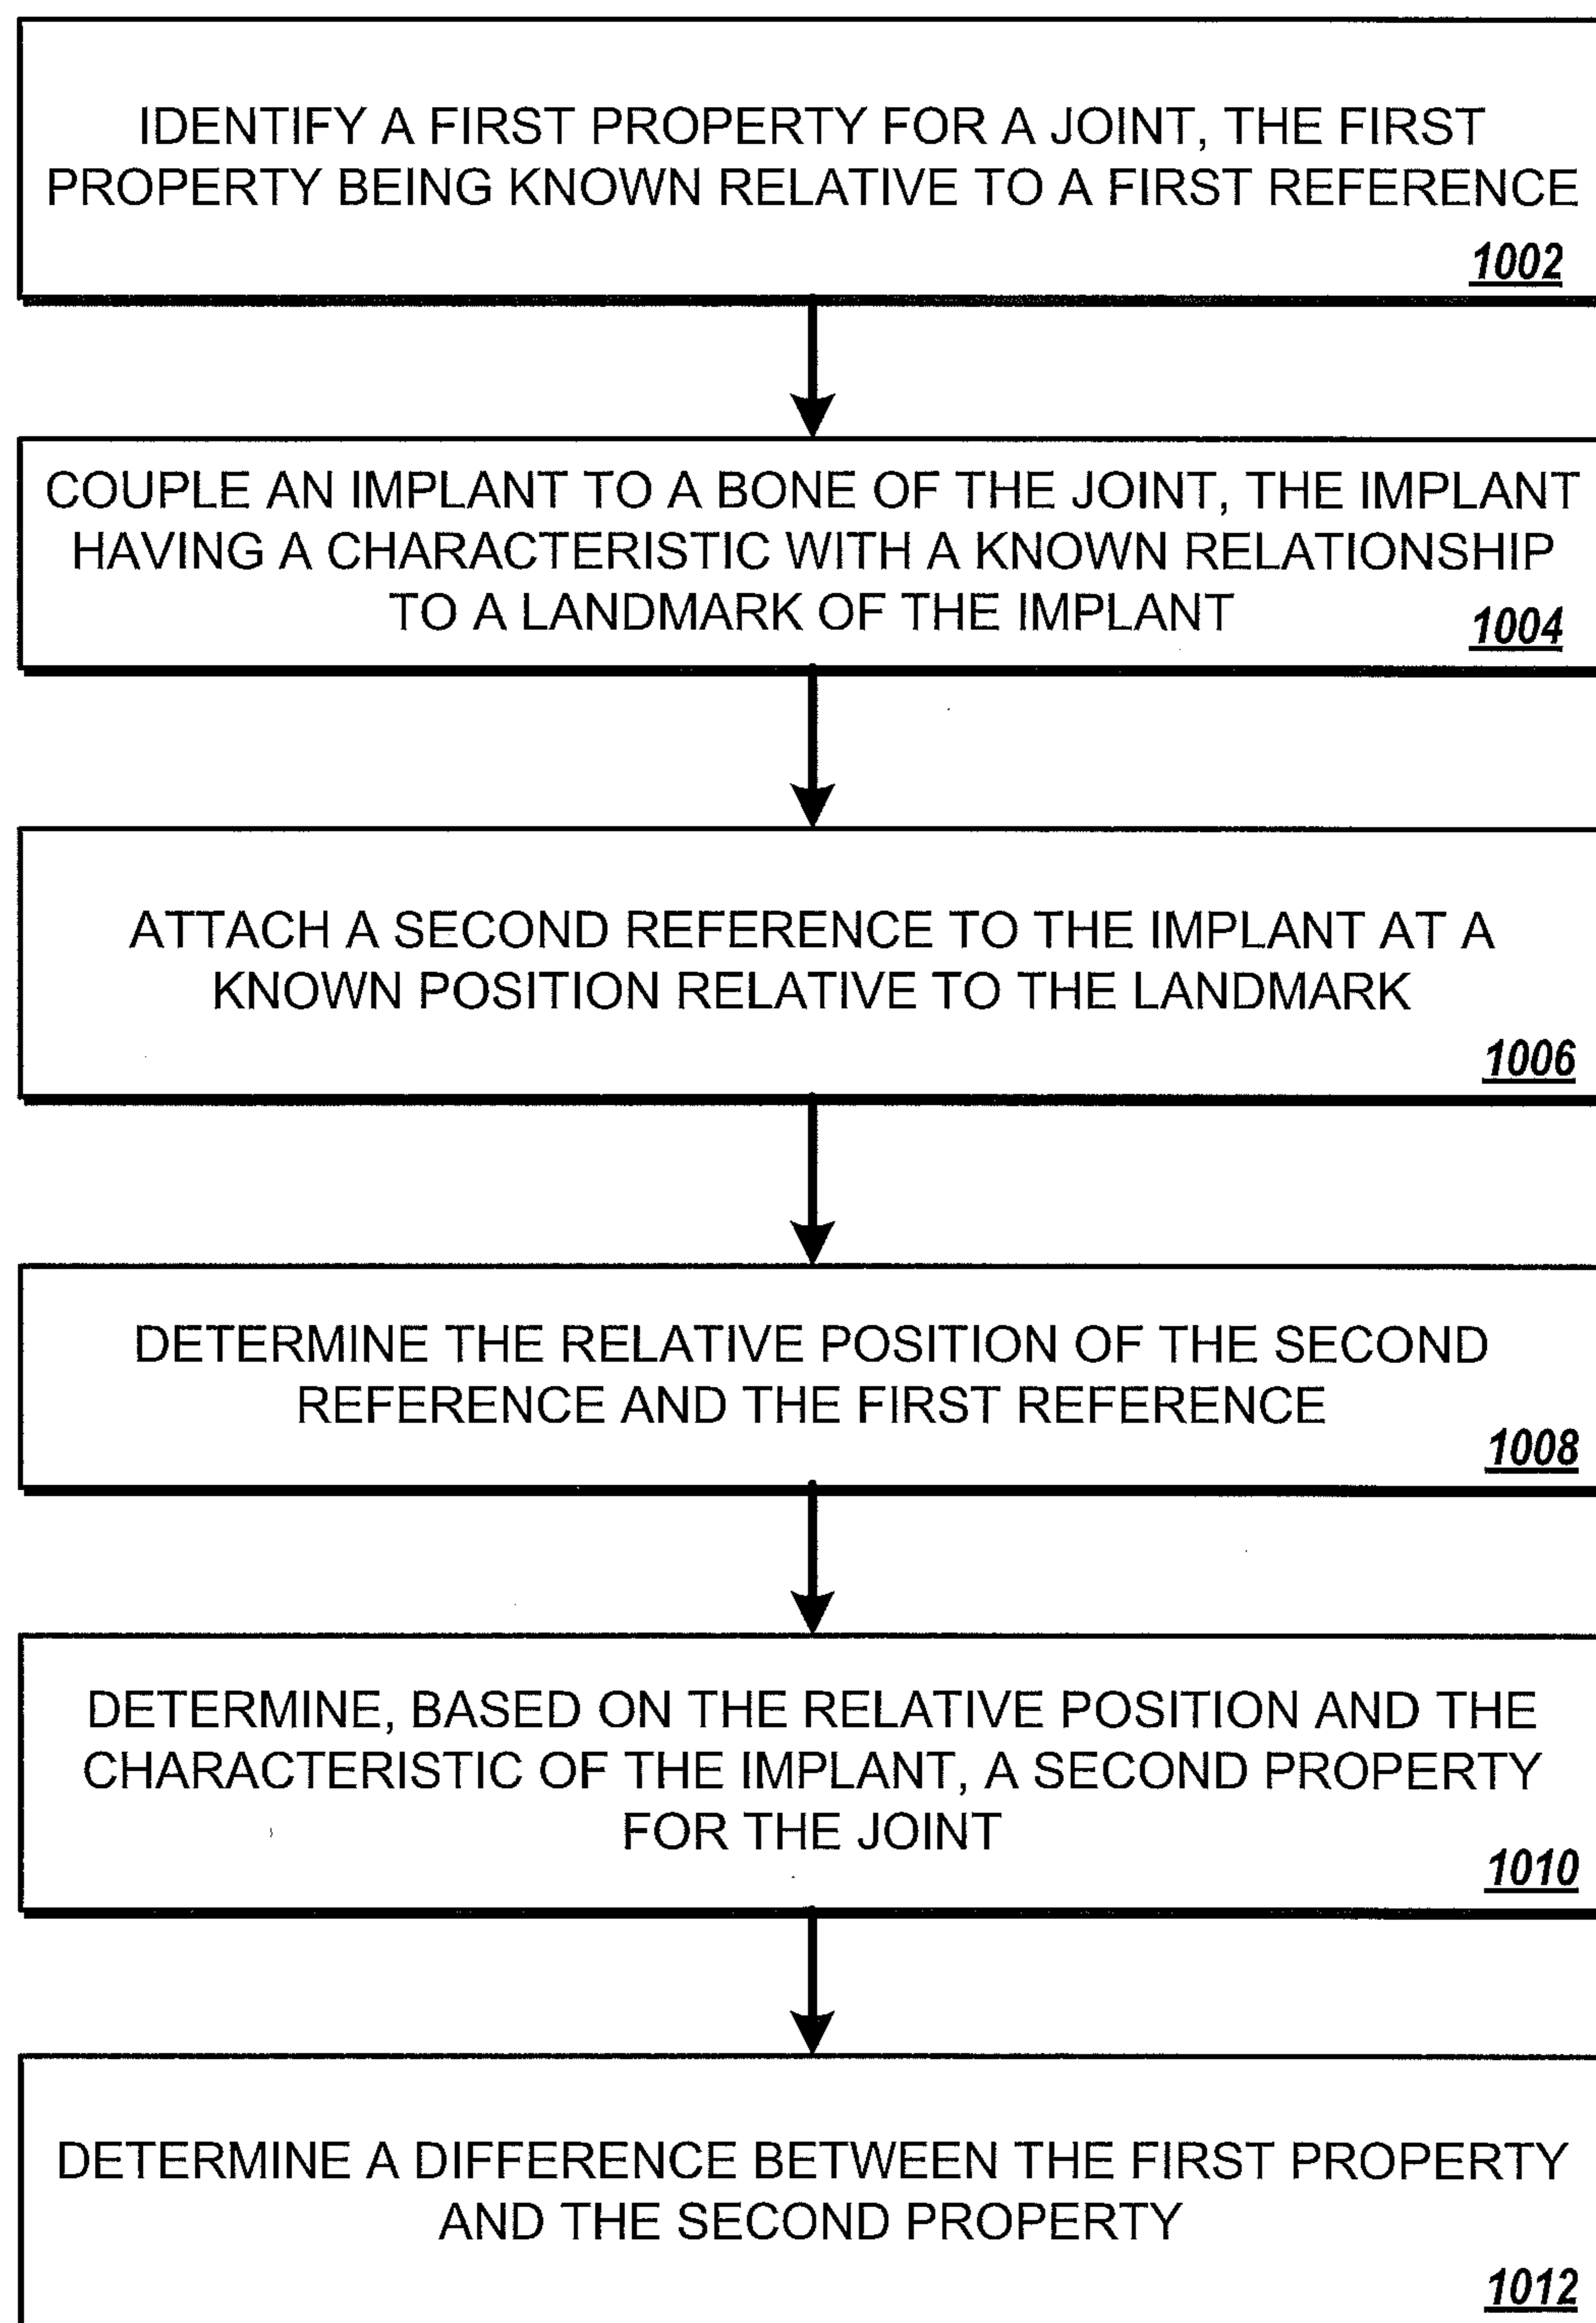 IDENTIFY A FIRST PROPERTY FOR A JOINT, THE FIRST
PROPERTY BEING KNOWN RELATIVE TO A FIRST REFERENCE
1002
COUPLE AN IMPLANT TO A BONE OF THE JOINT, THE IMPLANT
HAVING A CHARACTERISTIC WITH A KNOWN RELATIONSHIP
TO A LANDMARK OF THE IMPLANT
1004
ATTACH A SECOND REFERENCE TO THE IMPLANT AT A
KNOWN POSITION RELATIVE TO THE LANDMARK
1006
DETERMINE THE RELATIVE POSITION OF THE SECOND
REFERENCE AND THE FIRST REFERENCE
1008
DETERMINE, BASED ON THE RELATIVE POSITION AND THE
CHARACTERISTIC OF THE IMPLANT, A SECOND PROPERTY
FOR THE JOINT
1010
DETERMINE A DIFFERENCE BETWEEN THE FIRST PROPERTY
AND THE SECOND PROPERTY
1012